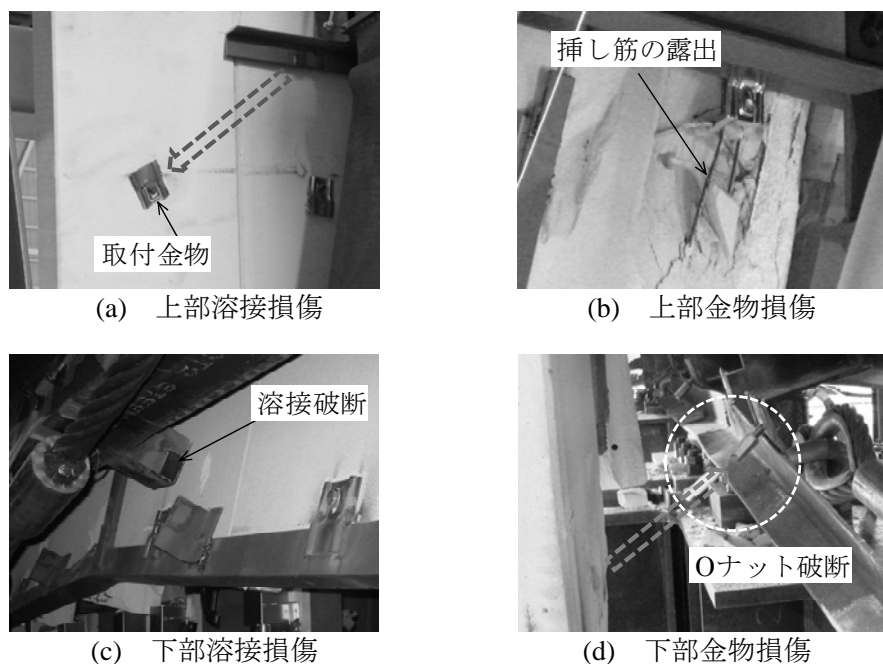 挿し筋の露出
取付金物
(a) 上部溶接損傷
(b) 上部金物損傷
溶接破断
Oナット破断
(c) 下部溶接損傷
(d) 下部金物損傷